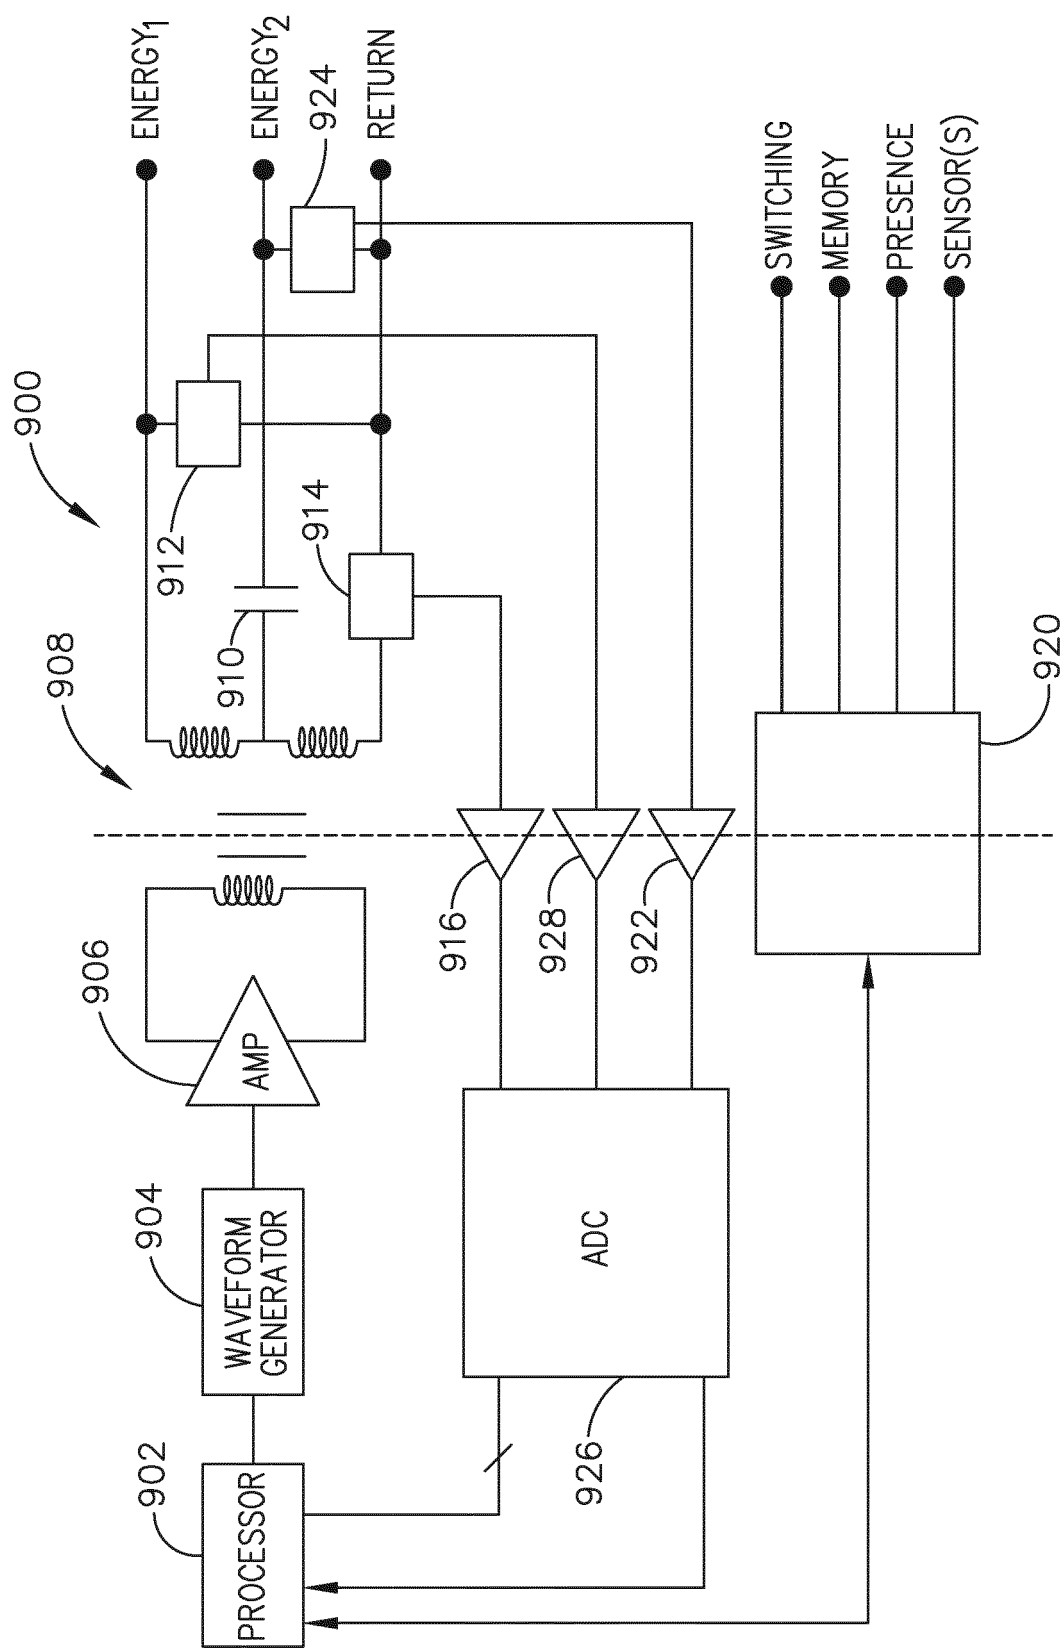 900
908
ENERGY₁
ENERGY₂
924
RETURN
912
910
914
906
AMP
904
WAVEFORM
GENERATOR
902
PROCESSOR
916
928
922
ADC
926
SWITCHING
MEMORY
PRESENCE
SENSOR(S)
920